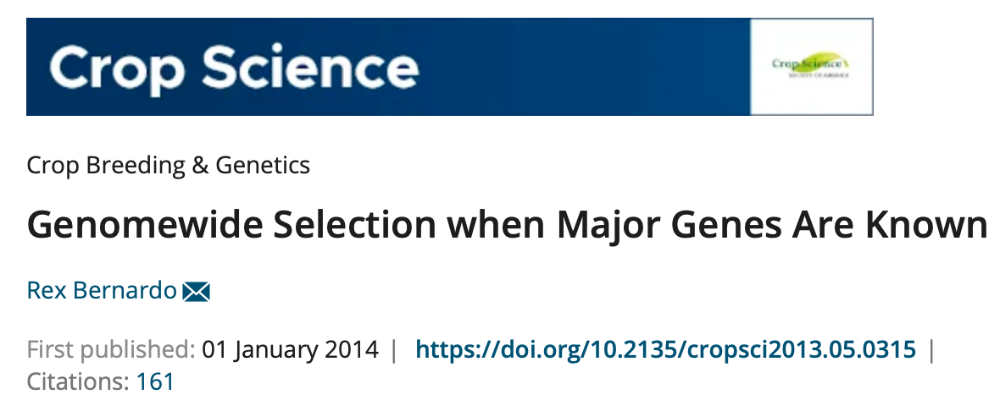 Crop Science
Crop Science
SOCIETY OF AMERICA
Crop Breeding & Genetics
Genomewide Selection when Major Genes Are Known
Rex Bernardo
First published: 01 January 2014 | https://doi.org/10.2135/cropsci2013.05.0315 |
Citations: 161